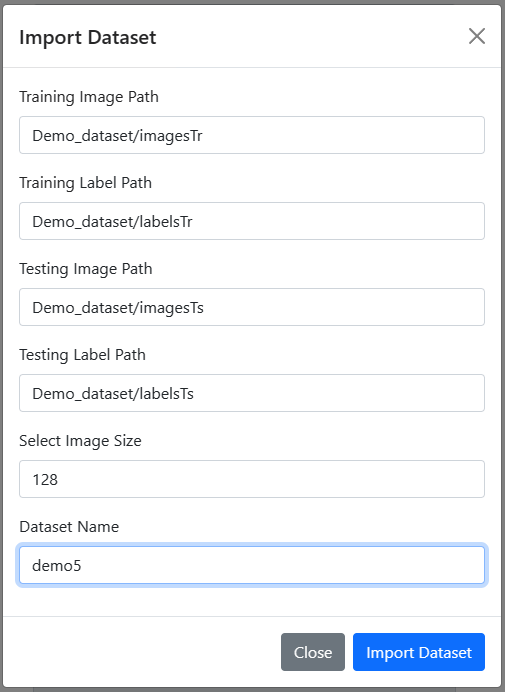 Import Dataset
Training Image Path
Demo_dataset/imagesTr
Training Label Path
Demo_dataset/labelsTr
Testing Image Path
Demo_dataset/imagesTs
Testing Label Path
Demo_dataset/labelsTs
Select Image Size
128
Dataset Name
demo5
Close Import Dataset